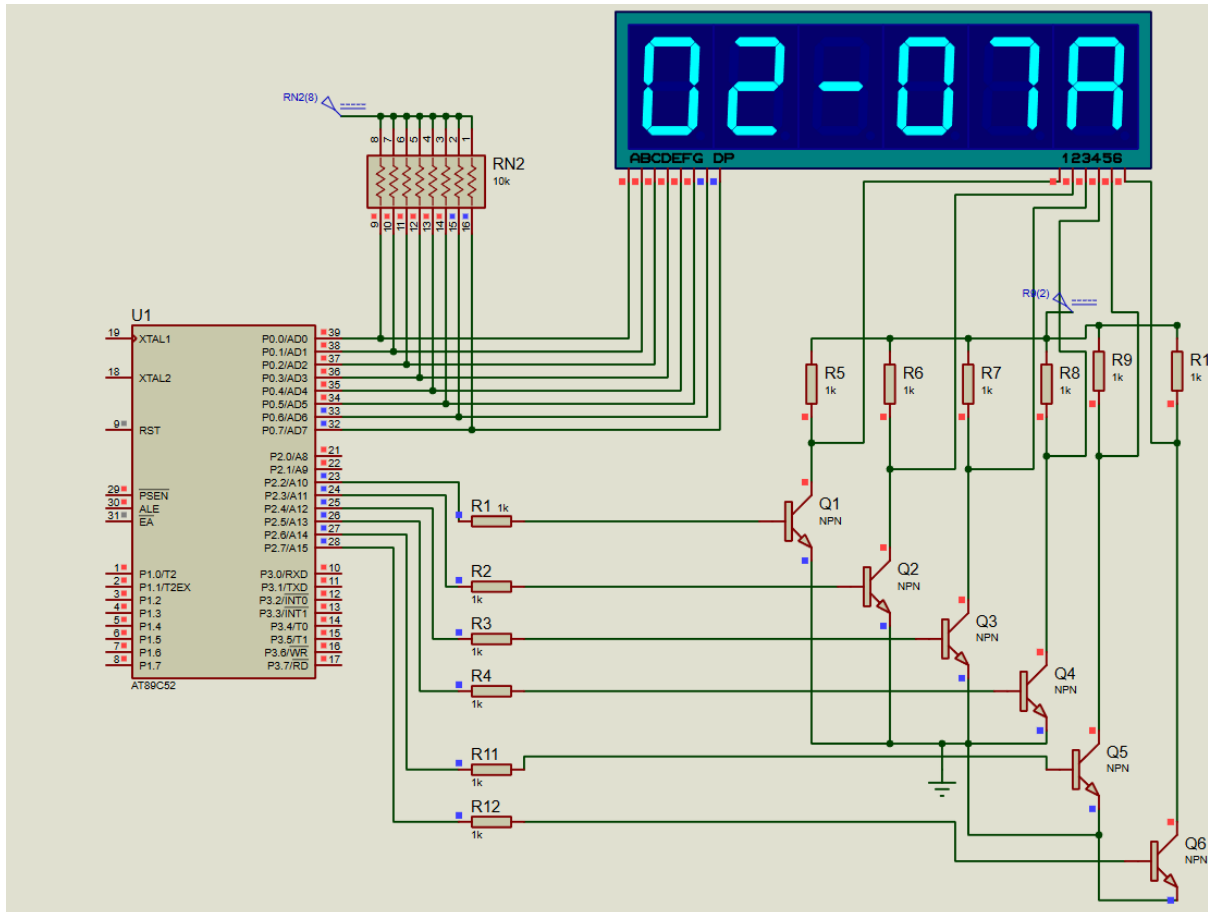 02-07A
ABCDEFG DP
123456
RN2(8)
8 7 6 5 4 3 2 1
RN2
10k
9 10 11 12 13 14 15 16
R9(2)
U1
19 XTAL1
18 XTAL2
9 RST
29 PSEN
30 ALE
31 EA
1 P1.0/T2
2 P1.1/T2EX
3 P1.2
4 P1.3
5 P1.4
6 P1.5
7 P1.6
8 P1.7
P0.0/AD0 39
P0.1/AD1 38
P0.2/AD2 37
P0.3/AD3 36
P0.4/AD4 35
P0.5/AD5 34
P0.6/AD6 33
P0.7/AD7 32
P2.0/A8 21
P2.1/A9 22
P2.2/A10 23
P2.3/A11 24
P2.4/A12 25
P2.5/A13 26
P2.6/A14 27
P2.7/A15 28
P3.0/RXD 10
P3.1/TXD 11
P3.2/INT0 12
P3.3/INT1 13
P3.4/T0 14
P3.5/T1 15
P3.6/WR 16
P3.7/RD 17
AT89C52
R5
1k
R6
1k
R7
1k
R8
1k
R9
1k
R1
1k
R1 1k
R2
1k
R3
1k
R4
1k
R11
1k
R12
1k
Q1
NPN
Q2
NPN
Q3
NPN
Q4
NPN
Q5
NPN
Q6
NPN